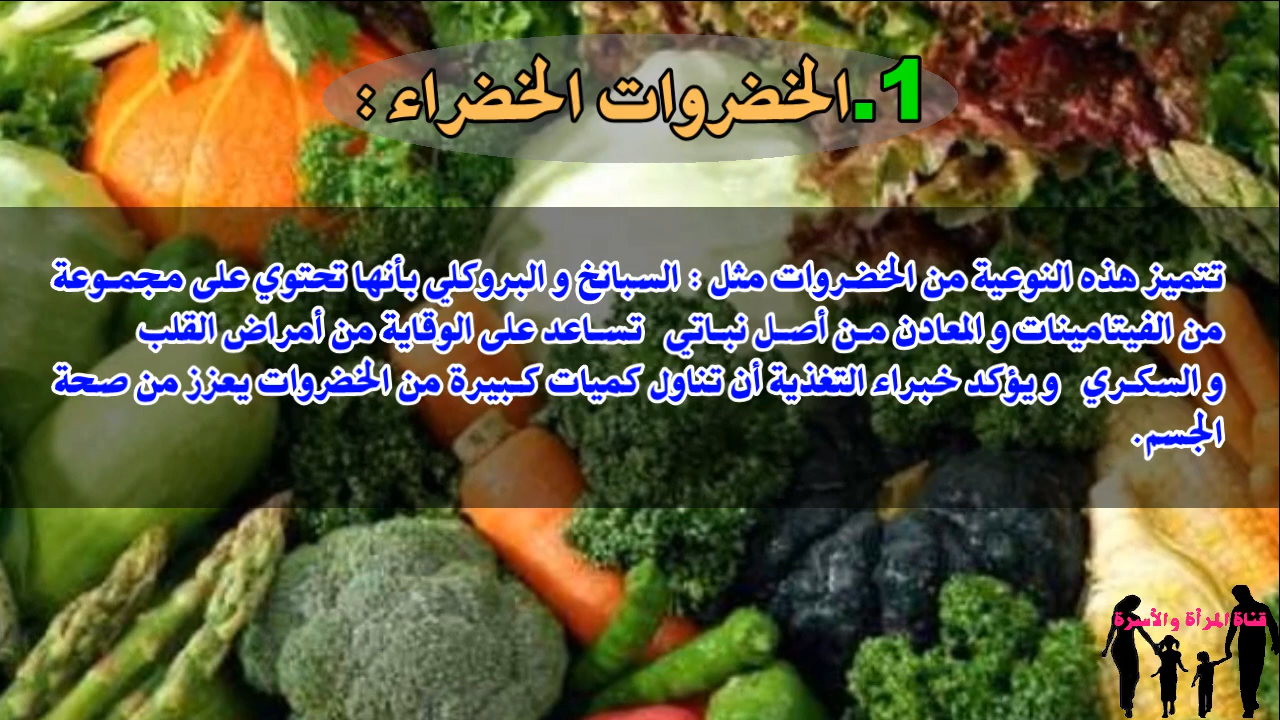 1.الخضروات الخضراء :
تتميز هذه النوعية من الخضروات مثل : السبانخ و البروكلي بأنها تحتوي على مجموعة
من الفيتامينات و المعادن من أصل نباتي تساعد على الوقاية من أمراض القلب
و السكري و يؤكد خبراء التغذية أن تناول كميات كبيرة من الخضروات يعزز من صحة
الجسم.
قناة المرأة والأسرة